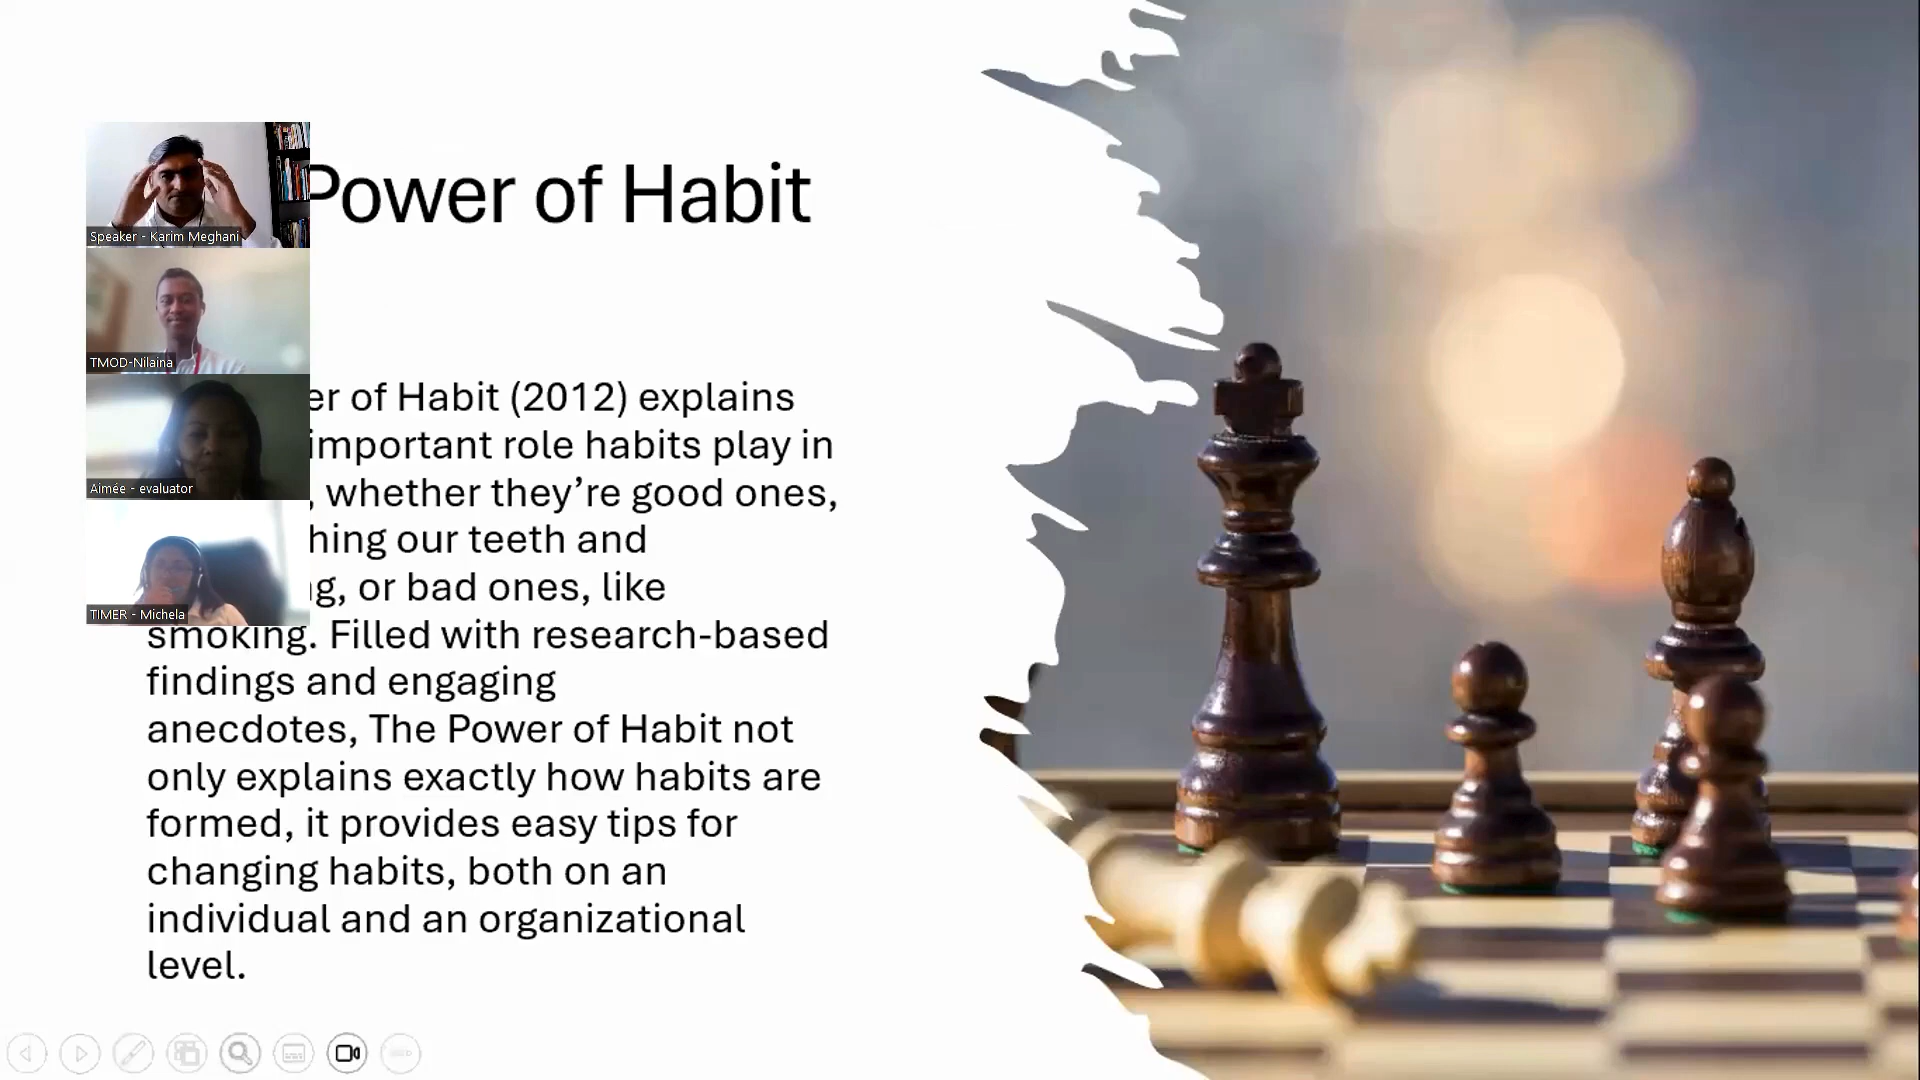 Power of Habit
Speaker - Karim Meghani
TMOD-Nilaina
Aimée - evaluator
TIMER - Michela
er of Habit (2012) explains
important role habits play in
, whether they’re good ones,
hing our teeth and
g, or bad ones, like
smoking. Filled with research-based
findings and engaging
anecdotes, The Power of Habit not
only explains exactly how habits are
formed, it provides easy tips for
changing habits, both on an
individual and an organizational
level.